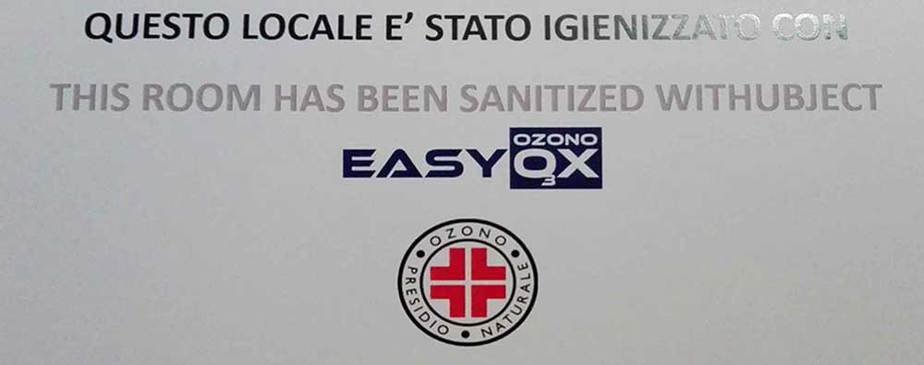 QUESTO LOCALE E' STATO IGIENIZZATO CON
THIS ROOM HAS BEEN SANITIZED WITHUBJECT
EASY OZONO O3X
OZONO
PRESIDIO NATURALE